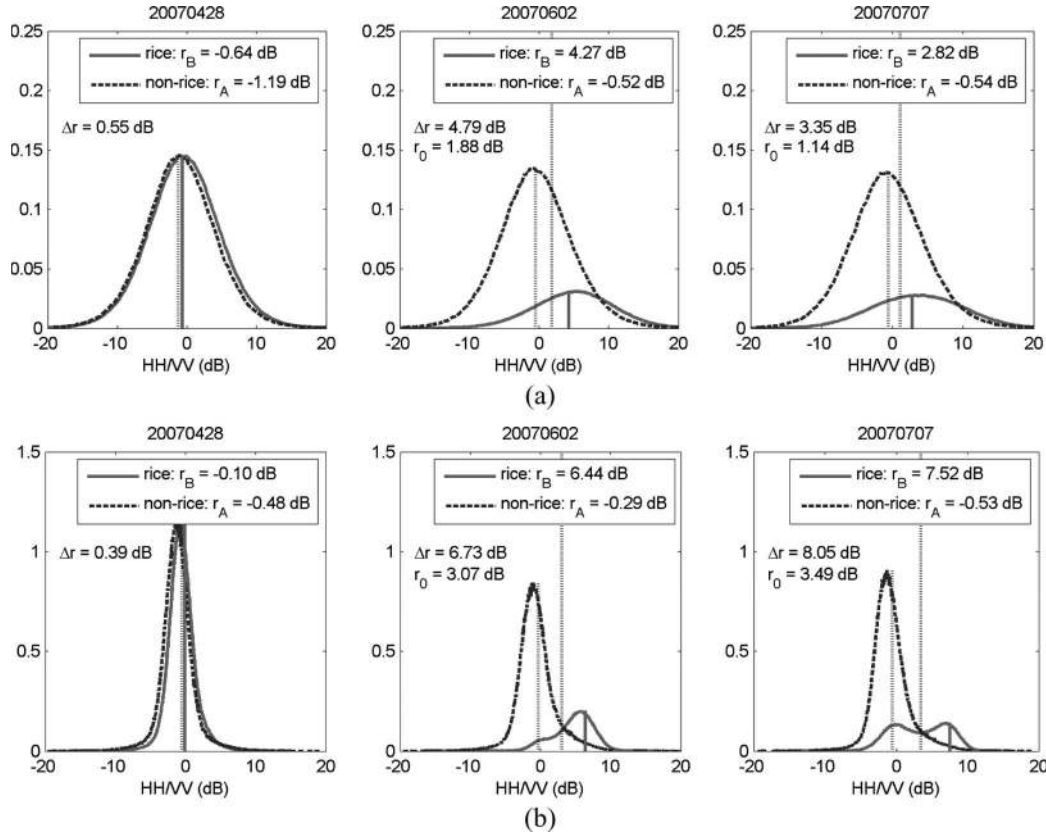 20070428
20070602
20070707
0.25
0.2
0.15
0.1
0.05
0
rice: r_B = -0.64 dB
non-rice: r_A = -1.19 dB
Δr = 0.55 dB
-20 -10 0 10 20
HH/VV (dB)
0.25
0.2
0.15
0.1
0.05
0
rice: r_B = 4.27 dB
non-rice: r_A = -0.52 dB
Δr = 4.79 dB
r_0 = 1.88 dB
-20 -10 0 10 20
HH/VV (dB)
0.25
0.2
0.15
0.1
0.05
0
rice: r_B = 2.82 dB
non-rice: r_A = -0.54 dB
Δr = 3.35 dB
r_0 = 1.14 dB
-20 -10 0 10 20
HH/VV (dB)
(a)
20070428
20070602
20070707
1.5
1
0.5
0
rice: r_B = -0.10 dB
non-rice: r_A = -0.48 dB
Δr = 0.39 dB
-20 -10 0 10 20
HH/VV (dB)
1.5
1
0.5
0
rice: r_B = 6.44 dB
non-rice: r_A = -0.29 dB
Δr = 6.73 dB
r_0 = 3.07 dB
-20 -10 0 10 20
HH/VV (dB)
1.5
1
0.5
0
rice: r_B = 7.52 dB
non-rice: r_A = -0.53 dB
Δr = 8.05 dB
r_0 = 3.49 dB
-20 -10 0 10 20
HH/VV (dB)
(b)